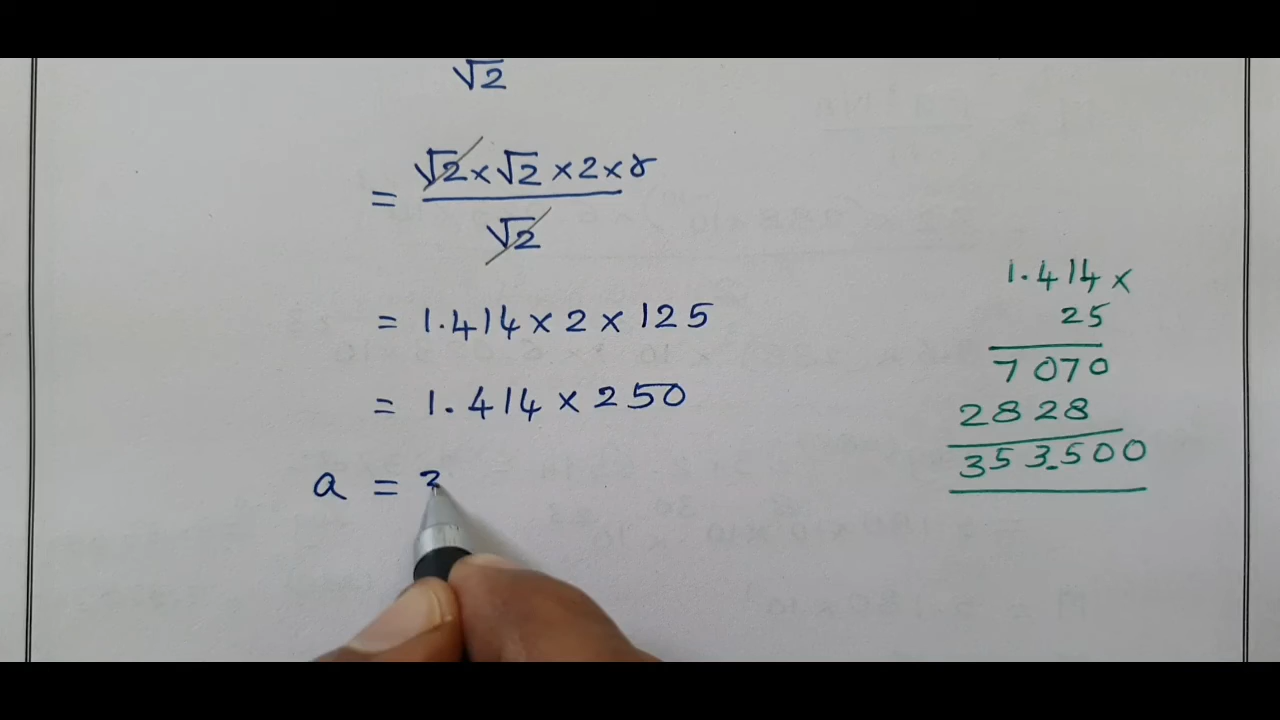 √2
= √2 × √2 × 2 × r
√2
= 1.414 × 2 × 125
= 1.414 × 250
a = 3
1.414 ×
25
7070
2828
353.500